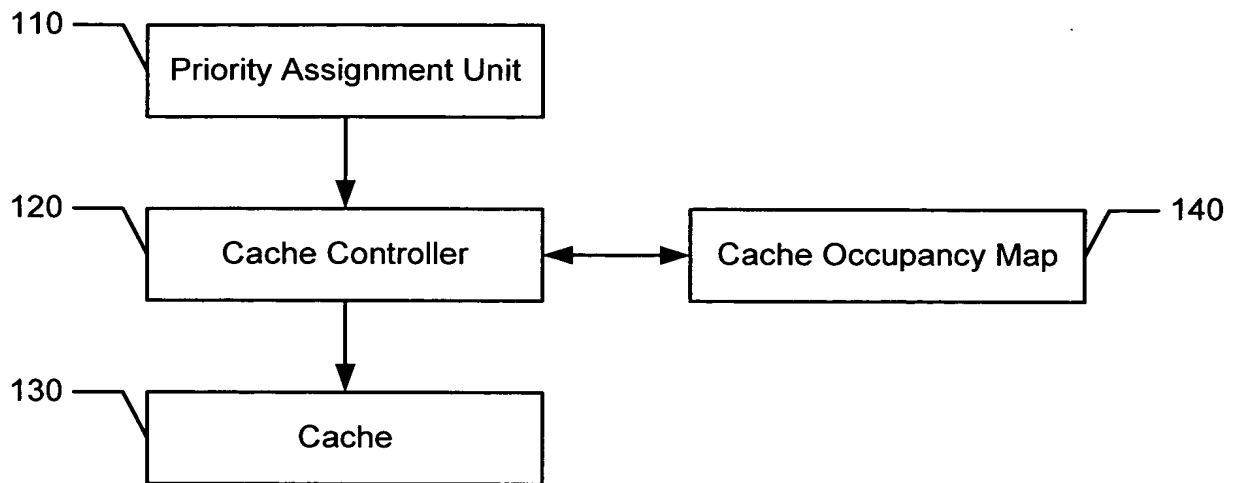 110
Priority Assignment Unit
120
Cache Controller
Cache Occupancy Map
140
130
Cache